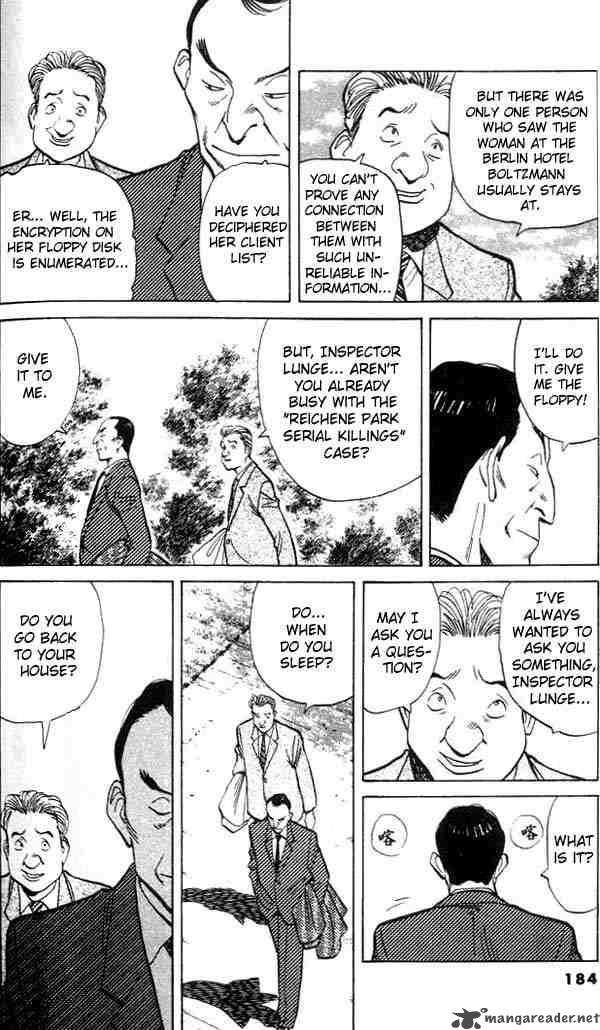 BUT THERE WAS
ONLY ONE PERSON
WHO SAW THE
WOMAN AT THE
BERLIN HOTEL
BOLTZMANN
USUALLY STAYS
AT.
YOU CAN'T
PROVE ANY
CONNECTION
BETWEEN
THEM WITH
SUCH UN-
RELIABLE IN-
FORMATION...
HAVE YOU
DECIPHERED
HER CLIENT
LIST?
ER... WELL, THE
ENCRYPTION ON
HER FLOPPY DISK
IS ENUMERATED...
I'LL DO
IT. GIVE
ME THE
FLOPPY!
BUT, INSPECTOR
LUNGE... AREN'T
YOU ALREADY
BUSY WITH THE
"REICHENE PARK
SERIAL KILLINGS"
CASE?
GIVE
IT TO
ME.
I'VE
ALWAYS
WANTED TO
ASK YOU
SOMETHING,
INSPECTOR
LUNGE...
MAY I
ASK YOU
A QUES-
TION?
WHAT
IS IT?
喀
喀
DO...
WHEN
DO YOU
SLEEP?
DO YOU
GO BACK
TO YOUR
HOUSE?
184
mangareader.net